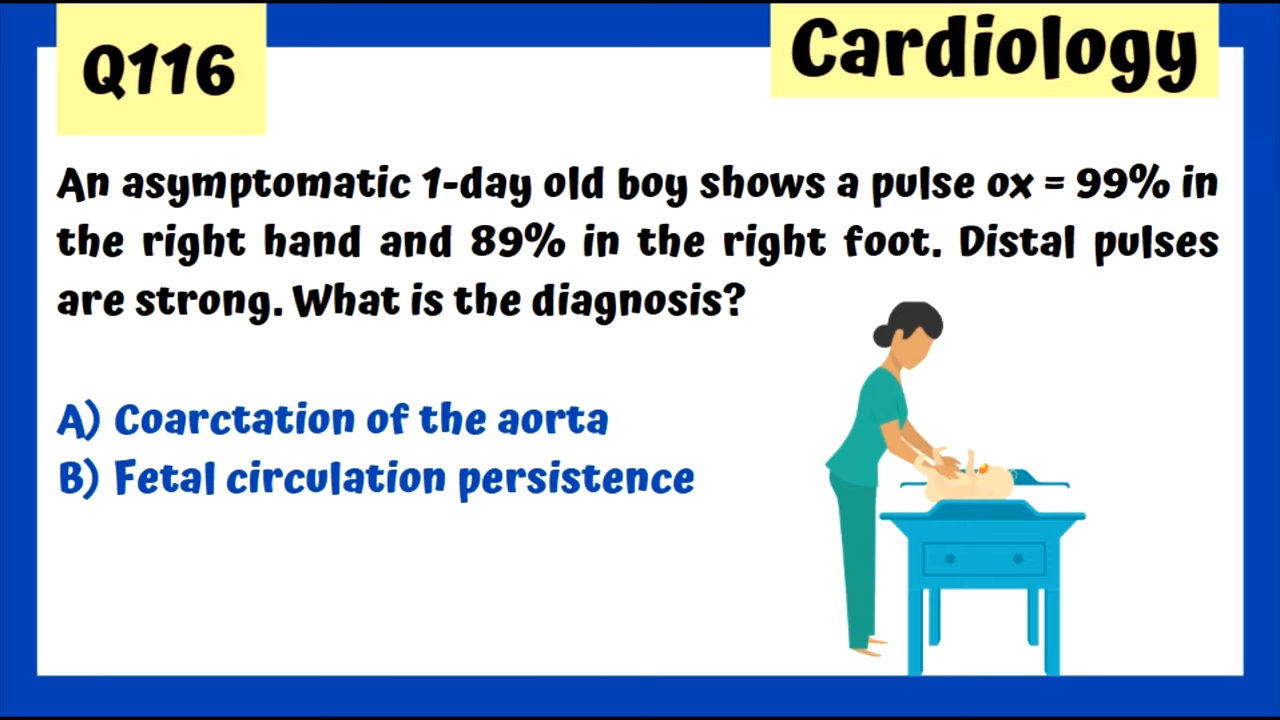 Q116
Cardiology
An asymptomatic 1-day old boy shows a pulse ox = 99% in
the right hand and 89% in the right foot. Distal pulses
are strong. What is the diagnosis?
A) Coarctation of the aorta
B) Fetal circulation persistence